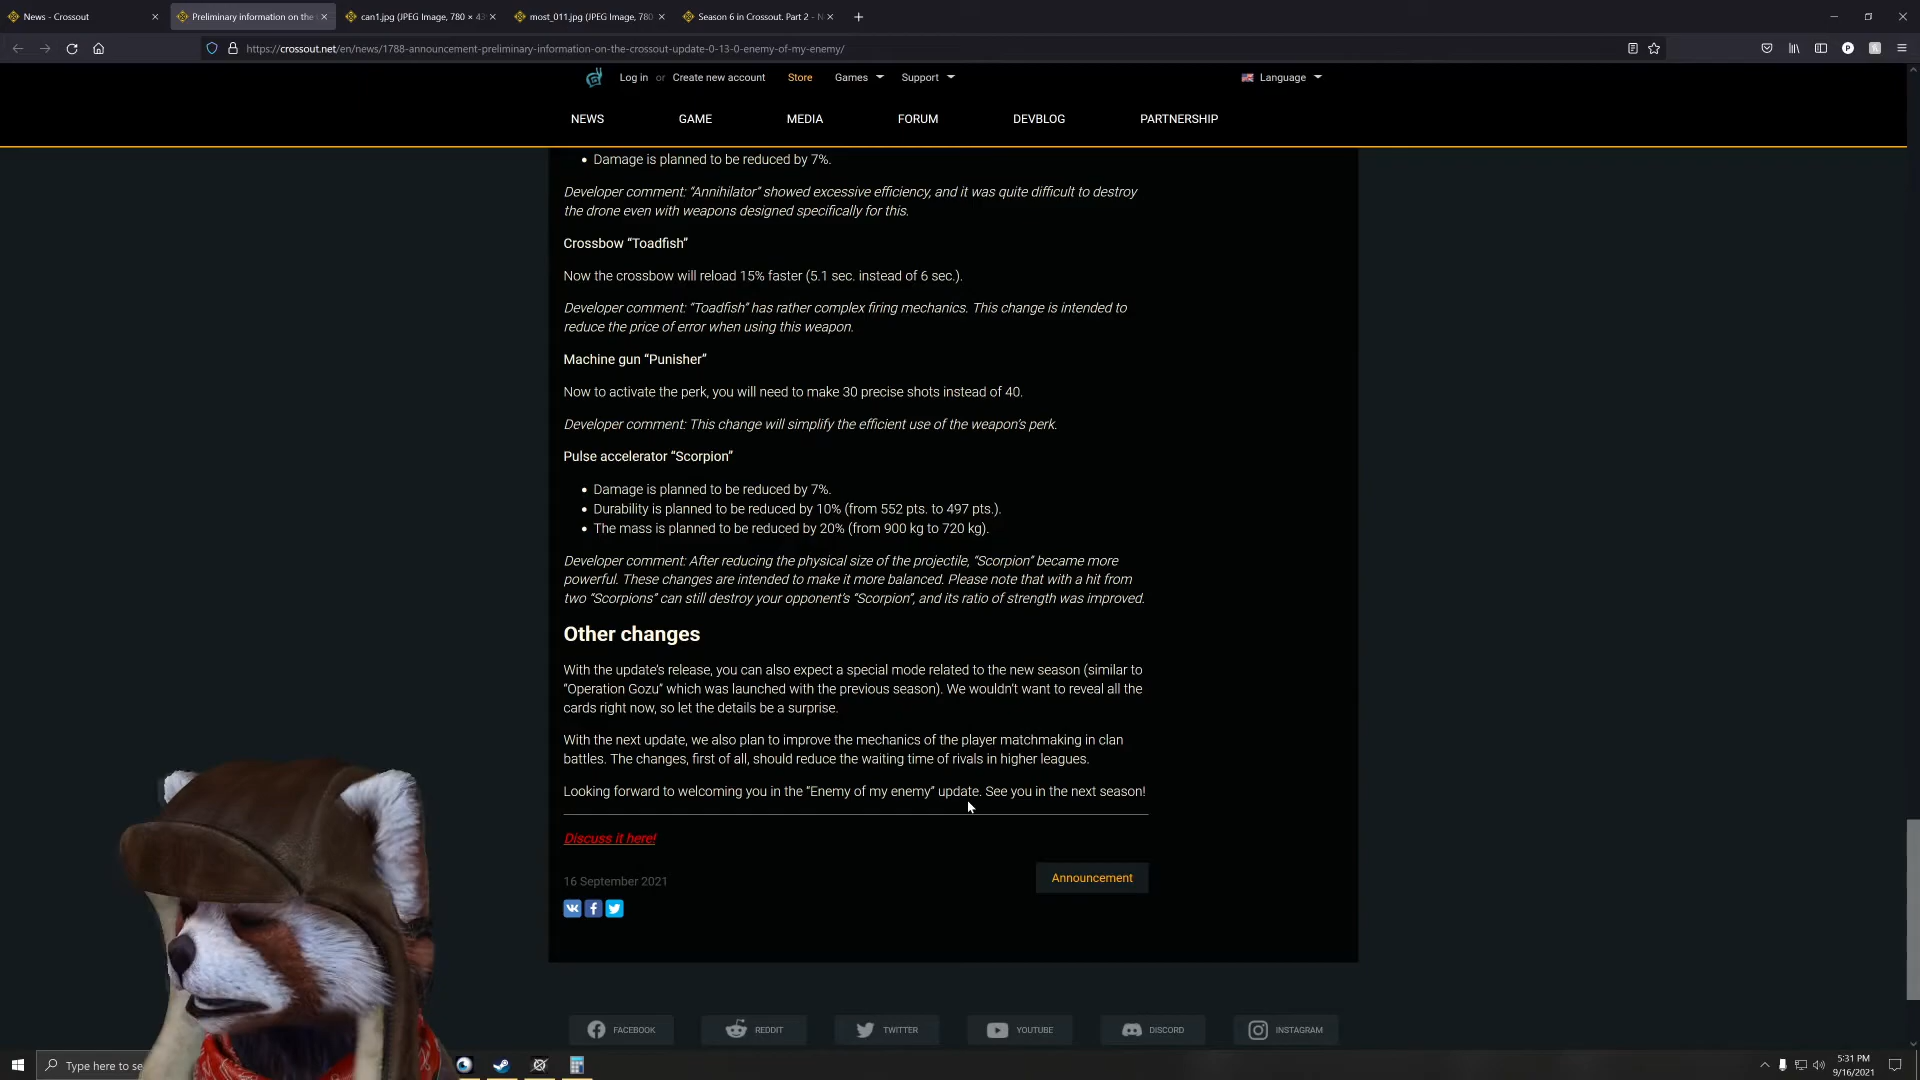 News - Crossout
Preliminary information on the
can1.jpg (JPEG Image, 780 × 43
most_011.jpg (JPEG Image, 780
Season 6 in Crossout. Part 2 - N
https://crossout.net/en/news/1788-announcement-preliminary-information-on-the-crossout-update-0-13-0-enemy-of-my-enemy/
Log in or Create new account Store Games Support Language
NEWS GAME MEDIA FORUM DEVBLOG PARTNERSHIP
• Damage is planned to be reduced by 7%.
Developer comment: “Annihilator” showed excessive efficiency, and it was quite difficult to destroy
the drone even with weapons designed specifically for this.
Crossbow “Toadfish”
Now the crossbow will reload 15% faster (5.1 sec. instead of 6 sec.).
Developer comment: “Toadfish” has rather complex firing mechanics. This change is intended to
reduce the price of error when using this weapon.
Machine gun “Punisher”
Now to activate the perk, you will need to make 30 precise shots instead of 40.
Developer comment: This change will simplify the efficient use of the weapon’s perk.
Pulse accelerator “Scorpion”
• Damage is planned to be reduced by 7%.
• Durability is planned to be reduced by 10% (from 552 pts. to 497 pts.).
• The mass is planned to be reduced by 20% (from 900 kg to 720 kg).
Developer comment: After reducing the physical size of the projectile, “Scorpion” became more
powerful. These changes are intended to make it more balanced. Please note that with a hit from
two “Scorpions” can still destroy your opponent’s “Scorpion”, and its ratio of strength was improved.
Other changes
With the update’s release, you can also expect a special mode related to the new season (similar to
“Operation Gozu” which was launched with the previous season). We wouldn’t want to reveal all the
cards right now, so let the details be a surprise.
With the next update, we also plan to improve the mechanics of the player matchmaking in clan
battles. The changes, first of all, should reduce the waiting time of rivals in higher leagues.
Looking forward to welcoming you in the “Enemy of my enemy” update. See you in the next season!
Discuss it here!
16 September 2021
Announcement
FACEBOOK REDDIT TWITTER YOUTUBE DISCORD INSTAGRAM
Type here to se
5:31 PM
9/16/2021